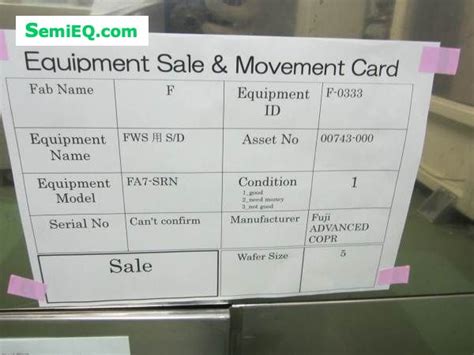 SemiEQ.com
Equipment Sale & Movement Card
Fab Name F Equipment ID F-0333
Equipment Name FWS 用 S/D Asset No 00743-000
Equipment Model FA7-SRN Condition 1
1_good
2_need money
3_not good
Serial No Can't confirm Manufacturer Fuji
ADVANCED
COPR
Sale Wafer Size 5